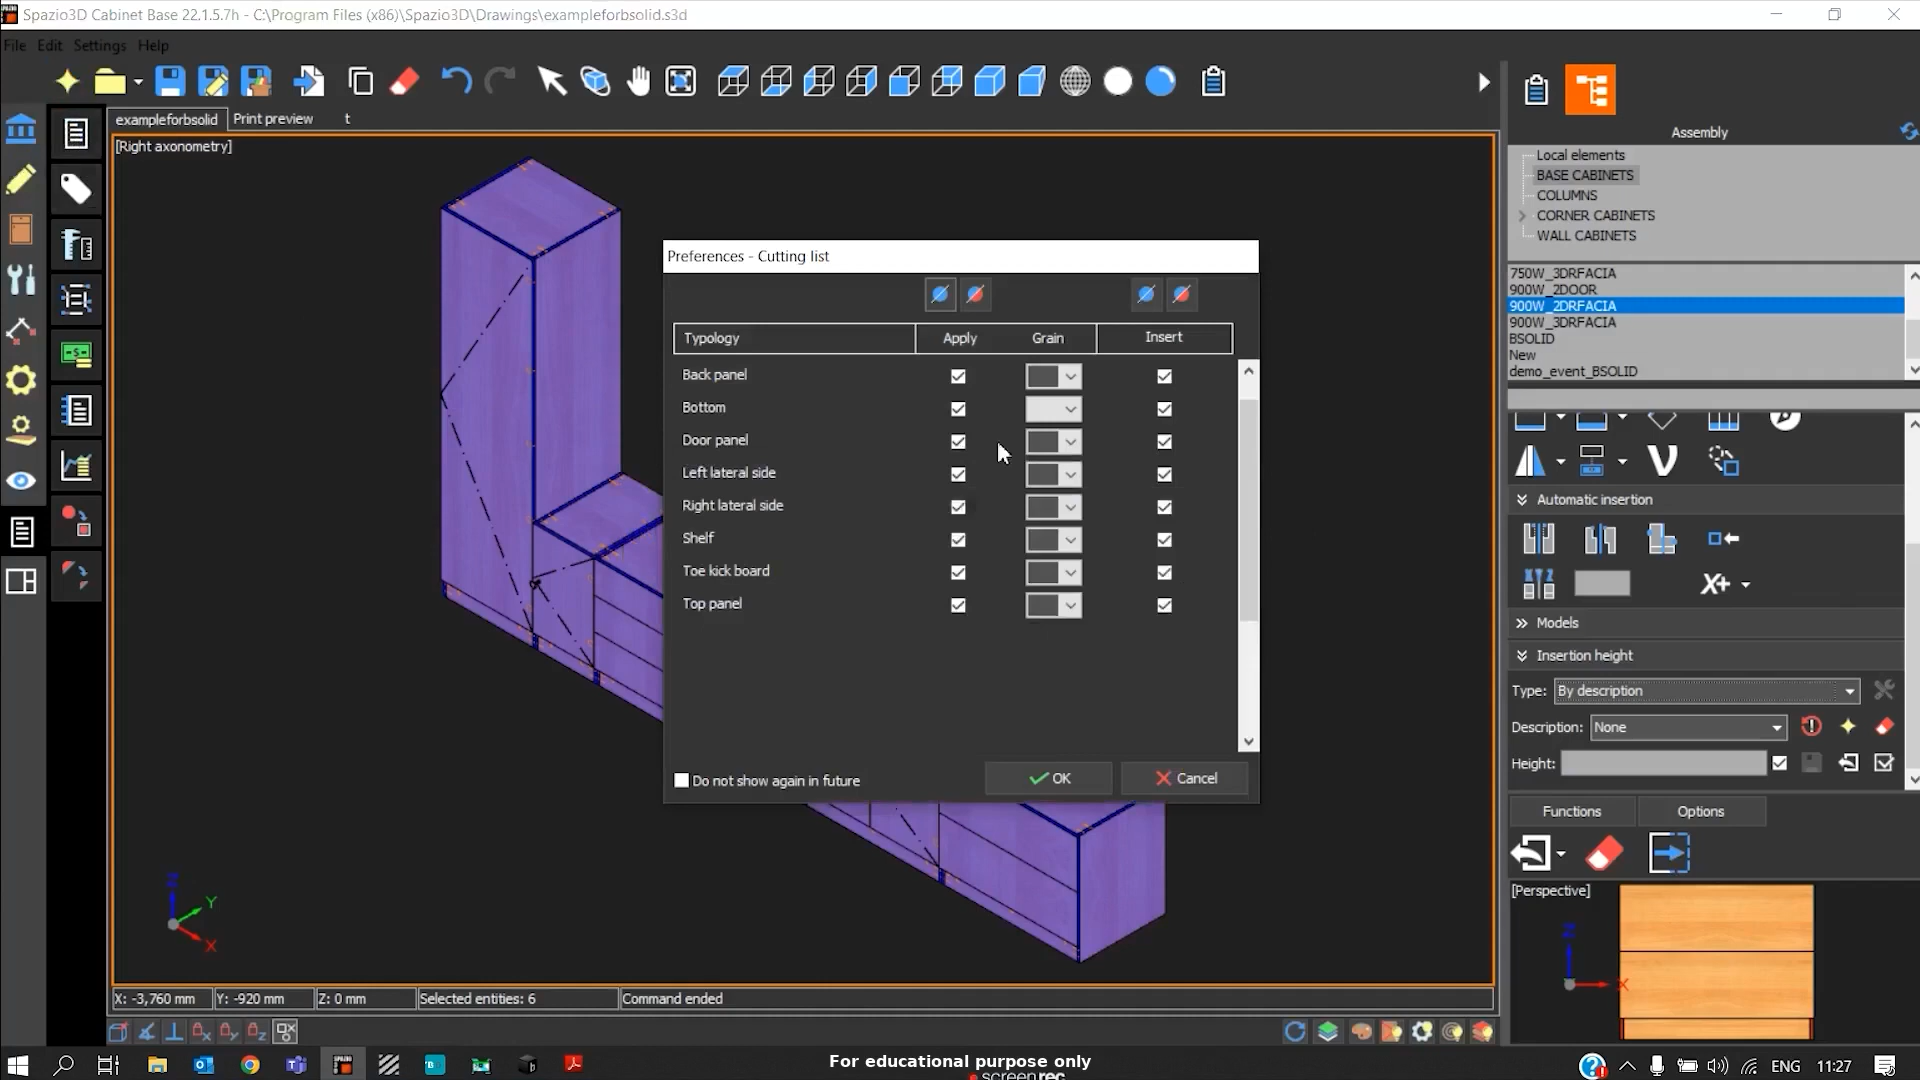 Spazio3D Cabinet Base 22.1.5.7h - C:\Program Files (x86)\Spazio3D\Drawings\exampleforbsolid.s3d
File Edit Settings Help
exampleforbsolid Print preview t
[Right axonometry]
Assembly
Local elements
BASE CABINETS
COLUMNS
CORNER CABINETS
WALL CABINETS
750W_3DRFACIA
900W_2DOOR
900W_2DRFACIA
900W_3DRFACIA
BSOLID
New
demo_event_BSOLID
Preferences - Cutting list
Typology Apply Grain Insert
Back panel
Bottom
Door panel
Left lateral side
Right lateral side
Shelf
Toe kick board
Top panel
Do not show again in future OK Cancel
Automatic insertion
X Y Z X+
Models
Insertion height
Type: By description
Description: None
Height:
Functions Options
[Perspective]
Z
X
Z
Y
X
X: -3,760 mm Y: -920 mm Z: 0 mm Selected entities: 6 Command ended
For educational purpose only
screenrec
ENG 11:27